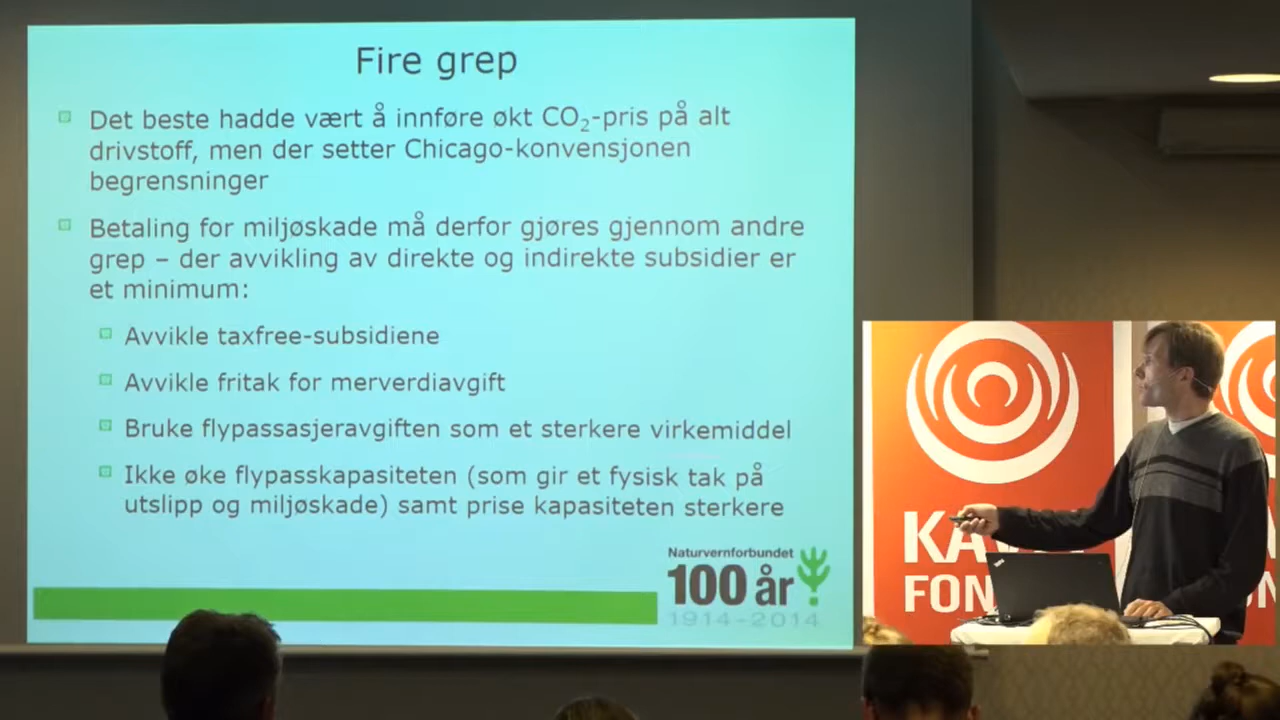 Fire grep
Det beste hadde vært å innføre økt CO₂-pris på alt
drivstoff, men der setter Chicago-konvensjonen
begrensninger
Betaling for miljøskade må derfor gjøres gjennom andre
grep – der avvikling av direkte og indirekte subsidier er
et minimum:
Avvikle taxfree-subsidiene
Avvikle fritak for merverdiavgift
Bruke flypassasjeravgiften som et sterkere virkemiddel
Ikke øke flypasskapasiteten (som gir et fysisk tak på
utslipp og miljøskade) samt prise kapasiteten sterkere
Naturvernforbundet
100 år
1914-2014